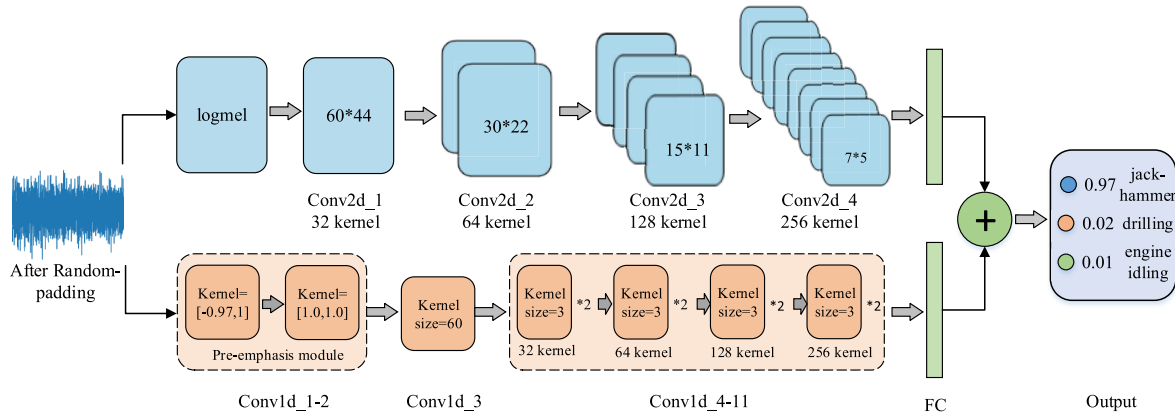 logmel
60*44
30*22
15*11
7*5
Conv2d_1
32 kernel
Conv2d_2
64 kernel
Conv2d_3
128 kernel
Conv2d_4
256 kernel
After Random-
padding
Kernel=
[-0.97,1]
Kernel=
[1.0,1.0]
Pre-emphasis module
Kernel
size=60
Kernel
size=3
*2
32 kernel
Kernel
size=3
*2
64 kernel
Kernel
size=3
*2
128 kernel
Kernel
size=3
*2
256 kernel
+
0.97 jack-
hammer
0.02 drilling
0.01 engine
idling
Conv1d_1-2
Conv1d_3
Conv1d_4-11
FC
Output